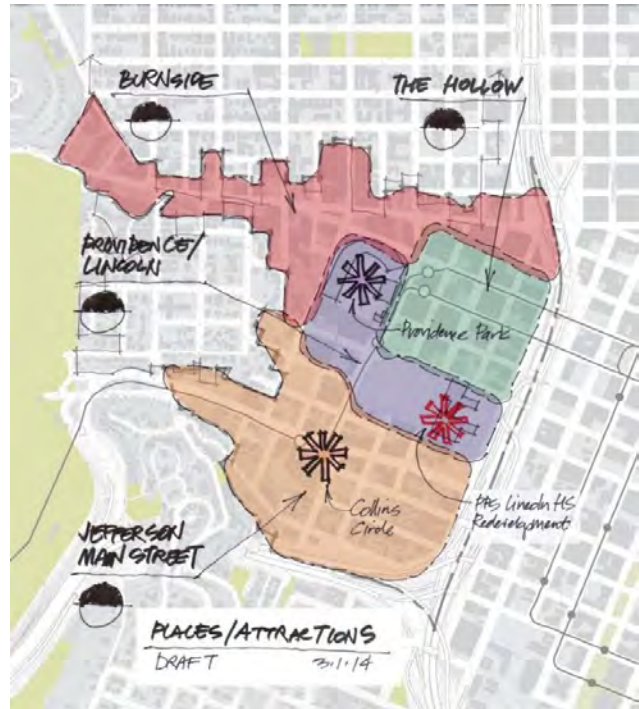 BURNSIDE
THE HOLLOW
PROVIDENCE/
LINCOLN
Providence Park
Collins
Circle
PPS Lincoln HS
Redevelopment
JEFFERSON
MAIN STREET
PLACES/ATTRACTIONS
DRAFT 3.1.14